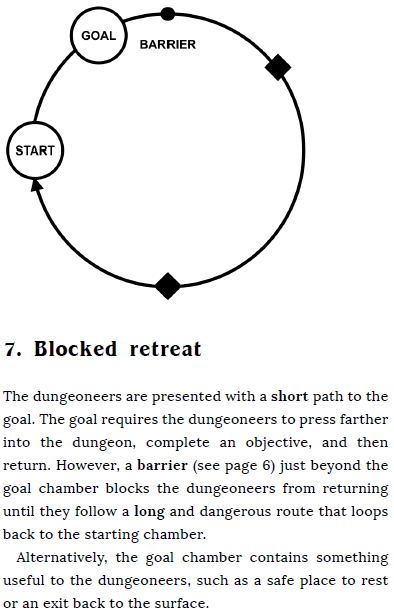 GOAL
BARRIER
START
7. Blocked retreat
The dungeoneers are presented with a short path to the
goal. The goal requires the dungeoneers to press farther
into the dungeon, complete an objective, and then
return. However, a barrier (see page 6) just beyond the
goal chamber blocks the dungeoneers from returning
until they follow a long and dangerous route that loops
back to the starting chamber.
Alternatively, the goal chamber contains something
useful to the dungeoneers, such as a safe place to rest
or an exit back to the surface.